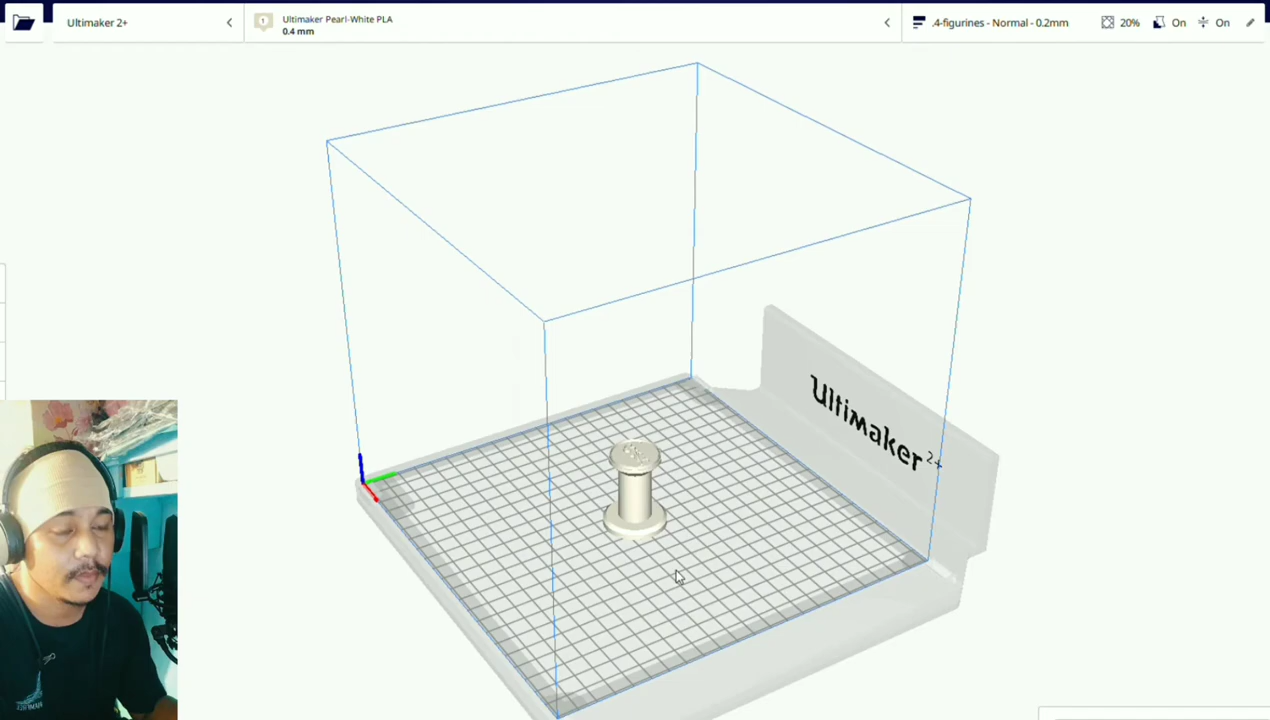 Ultimaker 2+
1
Ultimaker Pearl-White PLA
0.4 mm
.4-figurines - Normal - 0.2mm
20%
On
On
Ultimaker 2+